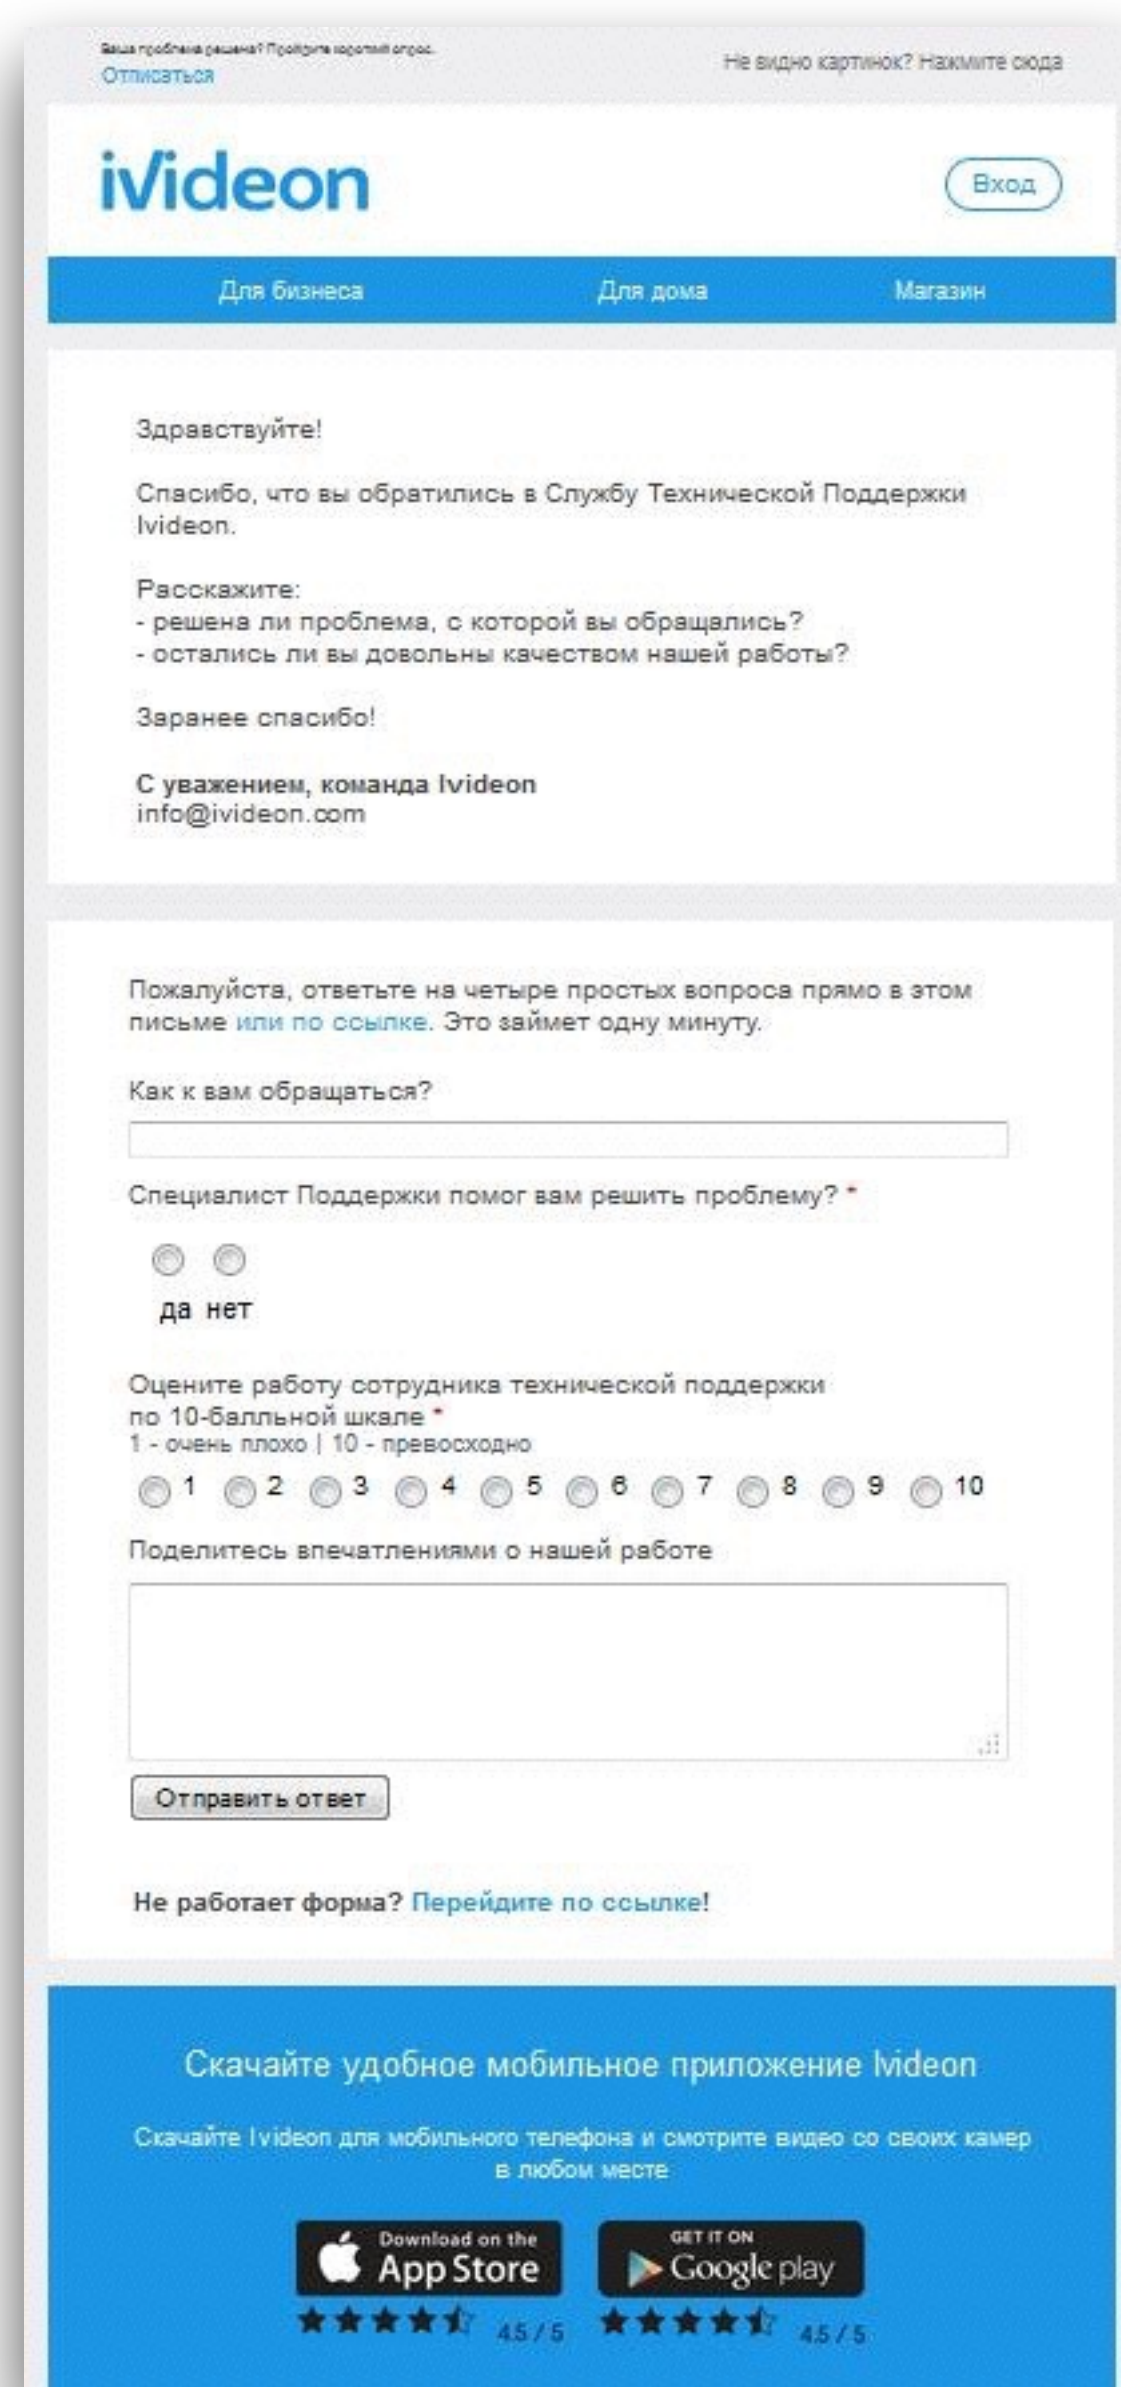 Ваша проблема решена? Пройдите короткий опрос.
Отписаться
Не видно картинок? Нажмите сюда
iVideon
Вход
Для бизнеса
Для дома
Магазин
Здравствуйте!
Спасибо, что вы обратились в Службу Технической Поддержки
Ivideon.
Расскажите:
- решена ли проблема, с которой вы обращались?
- остались ли вы довольны качеством нашей работы?
Заранее спасибо!
С уважением, команда Ivideon
info@ivideon.com
Пожалуйста, ответьте на четыре простых вопроса прямо в этом
письме или по ссылке. Это займет одну минуту.
Как к вам обращаться?
Специалист Поддержки помог вам решить проблему? *
да нет
Оцените работу сотрудника технической поддержки
по 10-балльной шкале *
1 - очень плохо | 10 - превосходно
1 2 3 4 5 6 7 8 9 10
Поделитесь впечатлениями о нашей работе
Отправить ответ
Не работает форма? Перейдите по ссылке!
Скачайте удобное мобильное приложение Ivideon
Скачайте Ivideon для мобильного телефона и смотрите видео со своих камер
в любом месте
Download on the
App Store
GET IT ON
Google play
4.5 / 5
4.5 / 5